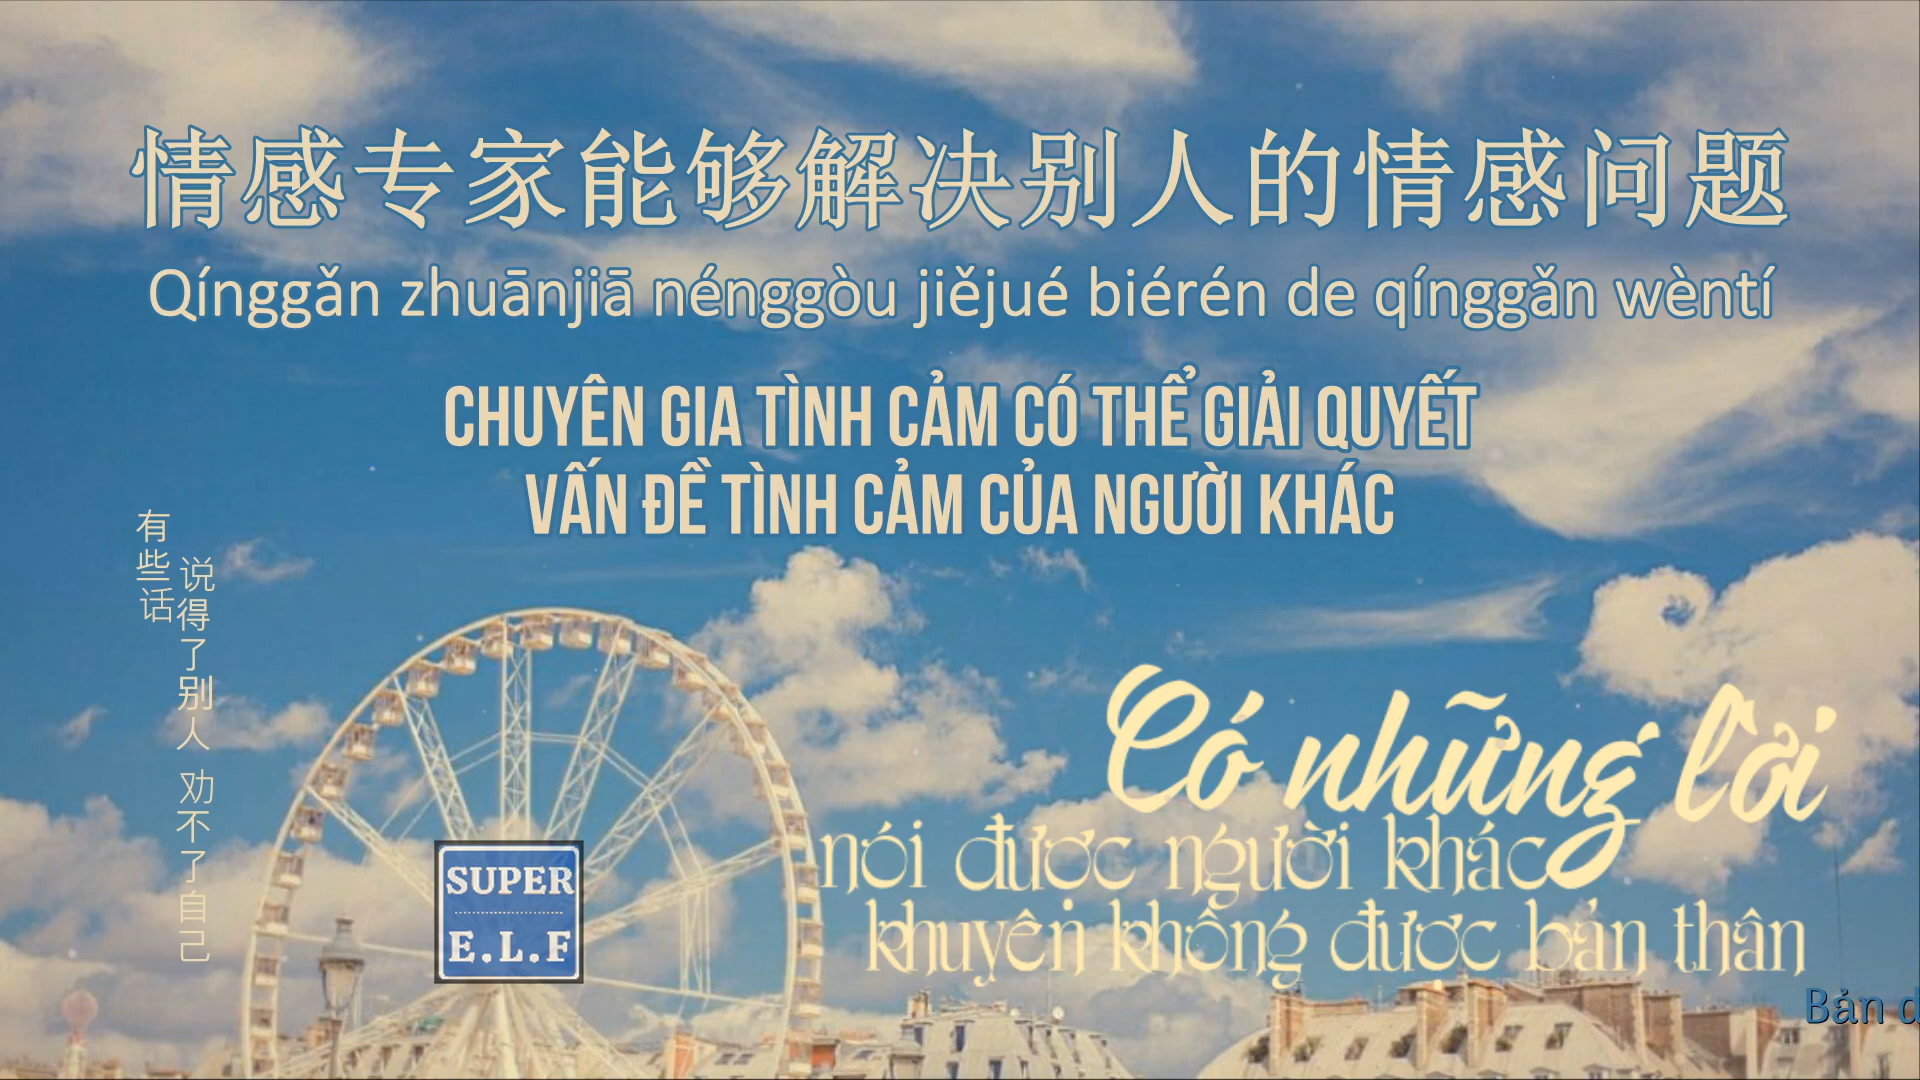 情感专家能够解决别人的情感问题
Qínggǎn zhuānjiā nénggòu jiějué biérén de qínggǎn wèntí
CHUYÊN GIA TÌNH CẢM CÓ THỂ GIẢI QUYẾT
VẤN ĐỀ TÌNH CẢM CỦA NGƯỜI KHÁC
有些话
说得了别人 劝不了自己
Có những lời
nói được người khác
khuyên không được bản thân
SUPER
E.L.F
Bản d